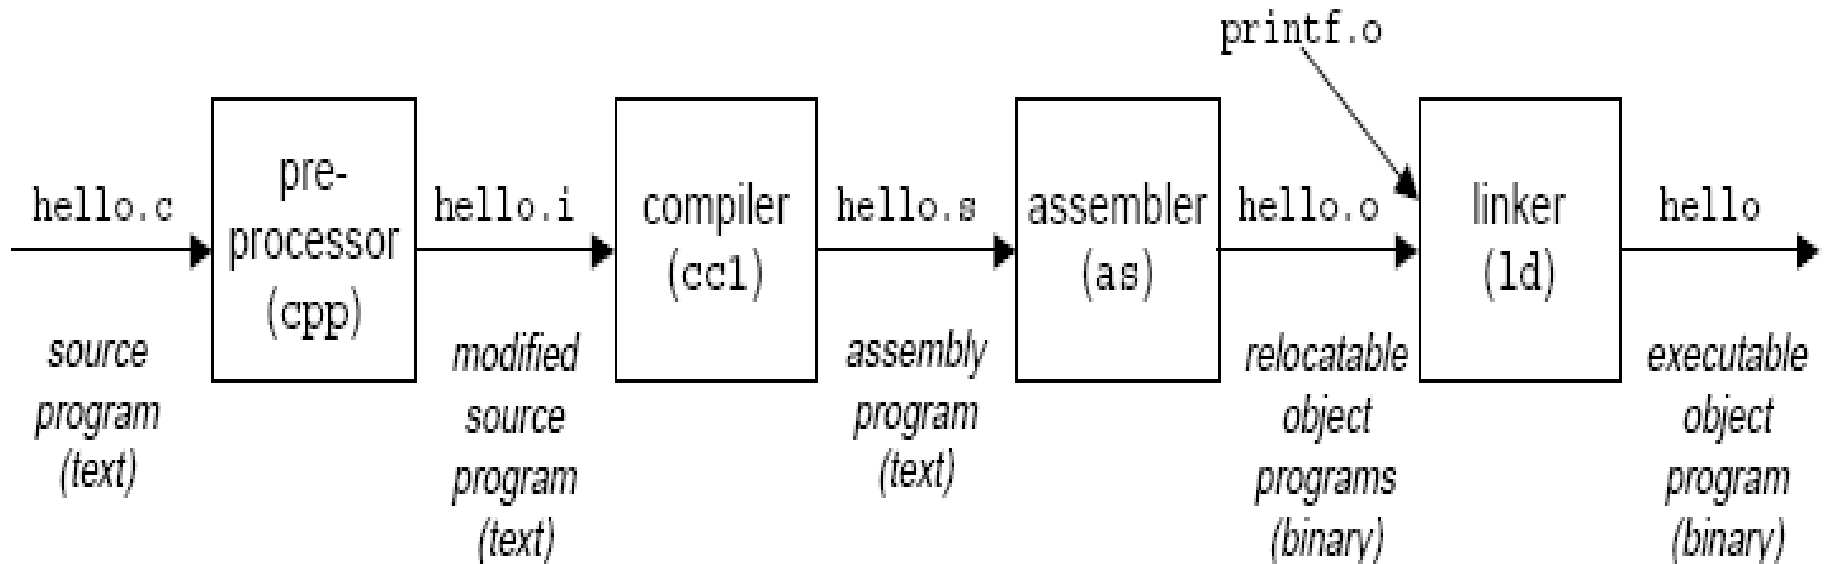 printf.o
hello.c
pre-
processor
(cpp)
hello.i
compiler
(cc1)
hello.s
assembler
(as)
hello.o
linker
(ld)
hello
source
program
(text)
modified
source
program
(text)
assembly
program
(text)
relocatable
object
programs
(binary)
executable
object
program
(binary)